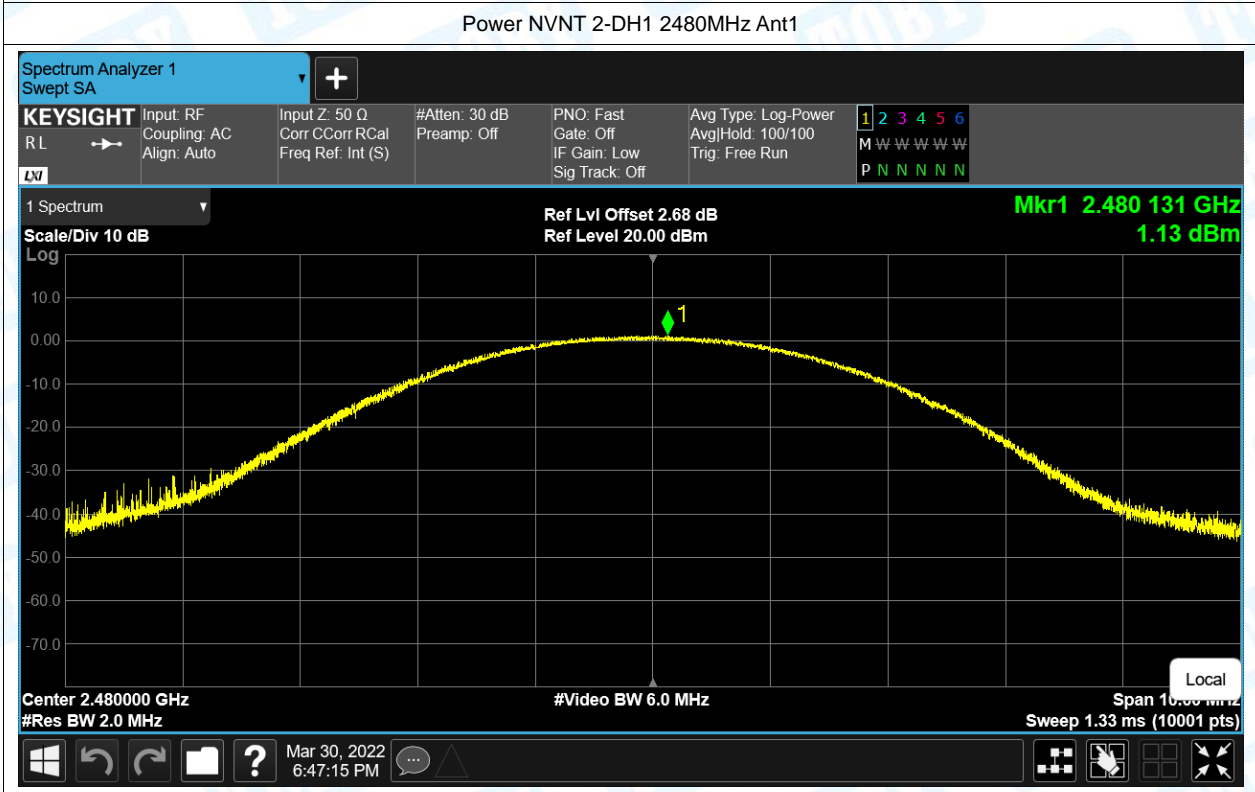 Power NVNT 2-DH1 2480MHz Ant1
Spectrum Analyzer 1
Swept SA
KEYSIGHT
R L
LXI
Input: RF
Coupling: AC
Align: Auto
Input Z: 50 Ω
Corr CCorr RCal
Freq Ref: Int (S)
#Atten: 30 dB
Preamp: Off
PNO: Fast
Gate: Off
IF Gain: Low
Sig Track: Off
Avg Type: Log-Power
Avg|Hold: 100/100
Trig: Free Run
1 2 3 4 5 6
M W W W W W
P N N N N N
1 Spectrum
Scale/Div 10 dB
Ref Lvl Offset 2.68 dB
Ref Level 20.00 dBm
Mkr1 2.480 131 GHz
1.13 dBm
Log
10.0
0.00
-10.0
-20.0
-30.0
-40.0
-50.0
-60.0
-70.0
1
Local
Center 2.480000 GHz
#Video BW 6.0 MHz
Span 10.00 MHz
#Res BW 2.0 MHz
Sweep 1.33 ms (10001 pts)
?
Mar 30, 2022
6:47:15 PM